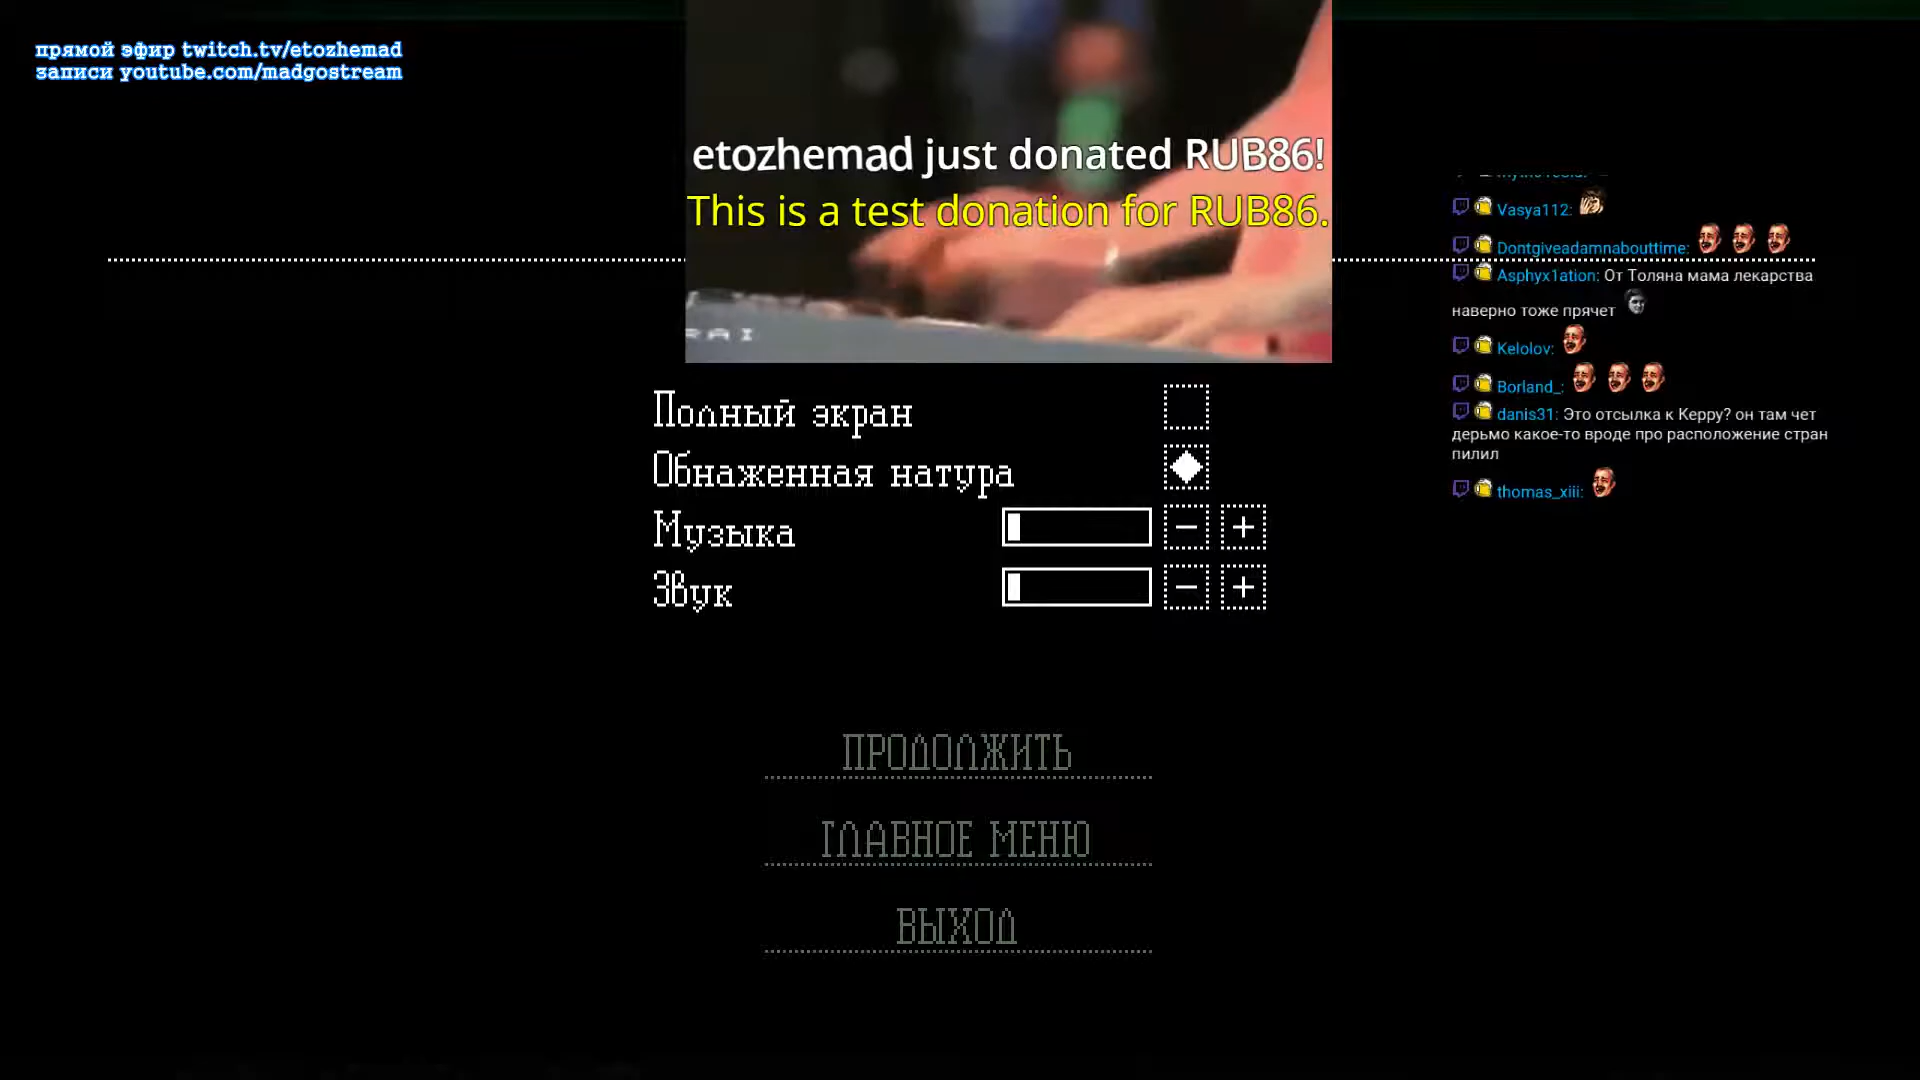 прямой эфир twitch.tv/etozhemad
записи youtube.com/madgostream
etozhemad just donated RUB86!
This is a test donation for RUB86.
RAI
Vasya112:
Dontgiveadamnabouttime:
Asphyx1ation: От Толяна мама лекарства
наверно тоже прячет
Kelolov:
Borland_:
danis31: Это отсылка к Керру? он там чет
дерьмо какое-то вроде про расположение стран
пилил
thomas_xiii:
Полный экран
Обнаженная натура
Музыка
− +
Звук
− +
ПРОДОЛЖИТЬ
ГЛАВНОЕ МЕНЮ
ВЫХОД